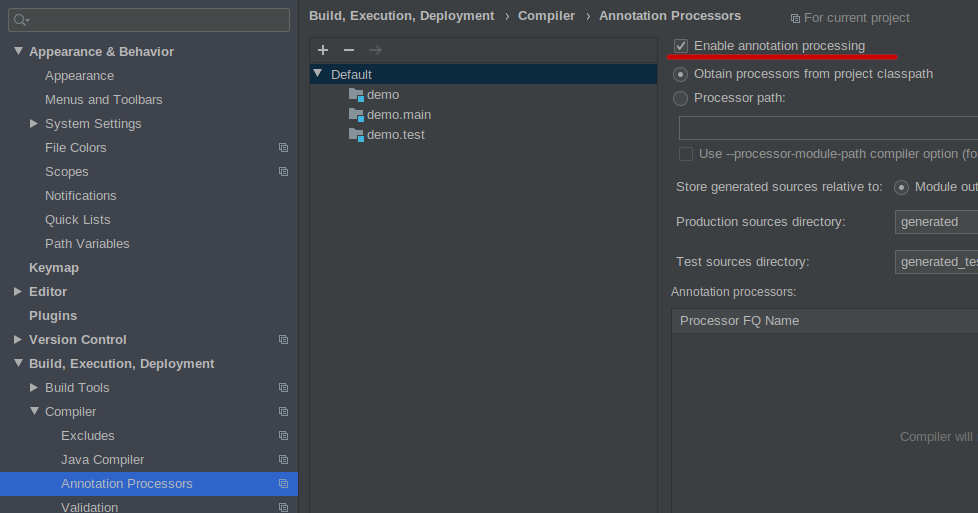 Appearance & Behavior
Appearance
Menus and Toolbars
System Settings
File Colors
Scopes
Notifications
Quick Lists
Path Variables
Keymap
Editor
Plugins
Version Control
Build, Execution, Deployment
Build Tools
Compiler
Excludes
Java Compiler
Annotation Processors
Validation
Build, Execution, Deployment › Compiler › Annotation Processors
For current project
Default
demo
demo.main
demo.test
Enable annotation processing
Obtain processors from project classpath
Processor path:
Use --processor-module-path compiler option (fo
Store generated sources relative to: Module out
Production sources directory: generated
Test sources directory: generated_tes
Annotation processors:
Processor FQ Name
Compiler will